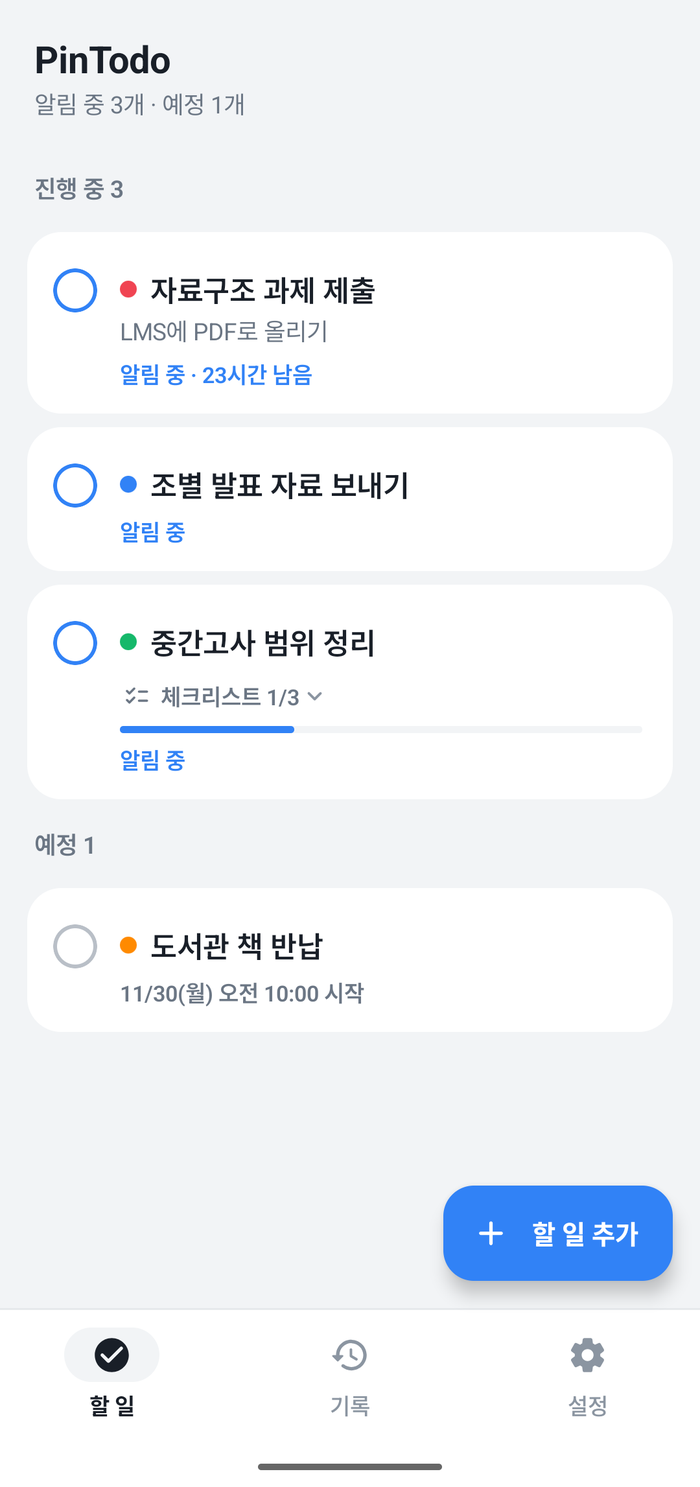 PinTodo
알림 중 3개 · 예정 1개
진행 중 3
자료구조 과제 제출
LMS에 PDF로 올리기
알림 중 · 23시간 남음
조별 발표 자료 보내기
알림 중
중간고사 범위 정리
체크리스트 1/3
알림 중
예정 1
도서관 책 반납
11/30(월) 오전 10:00 시작
할 일 추가
할 일
기록
설정